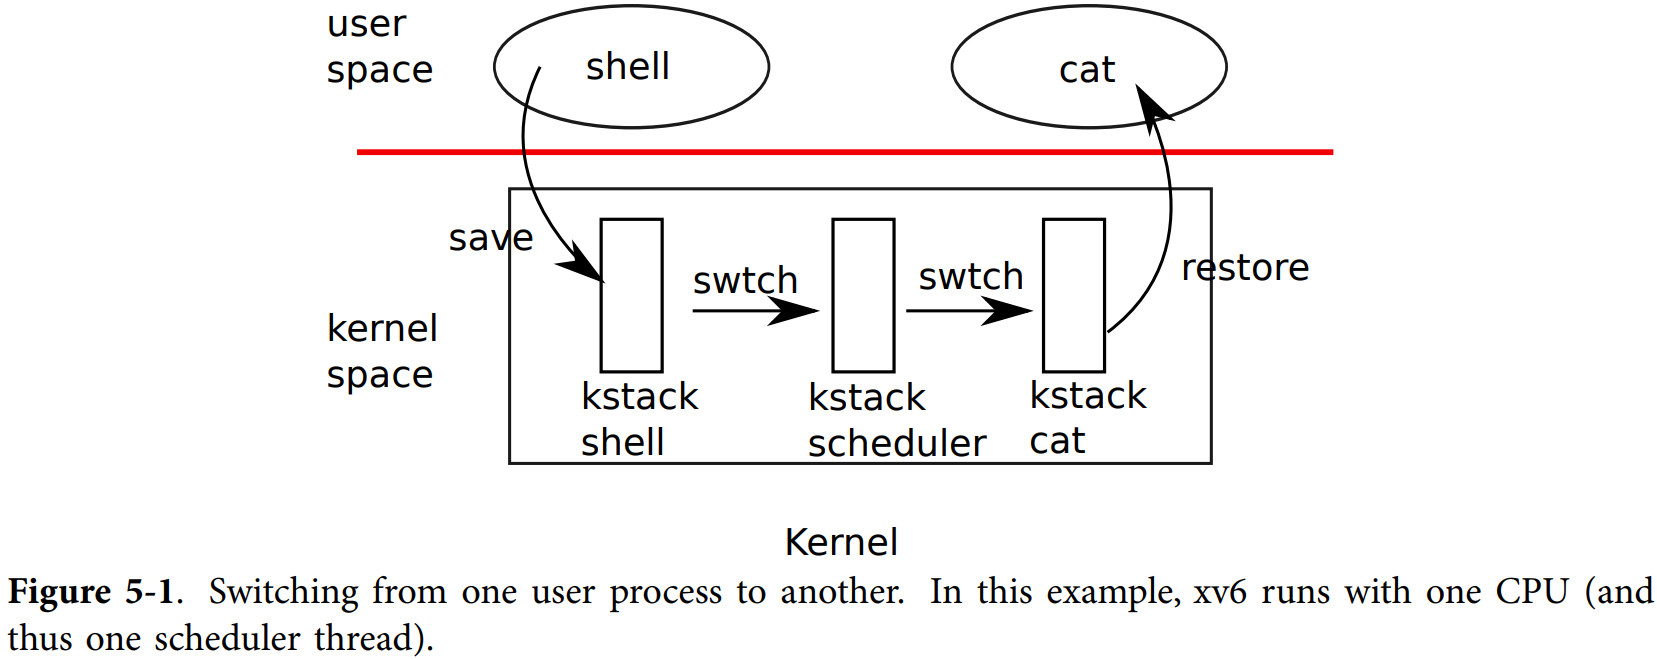 user
space
shell
cat
save
swtch
swtch
restore
kernel
space
kstack
shell
kstack
scheduler
kstack
cat
Kernel
Figure 5-1. Switching from one user process to another. In this example, xv6 runs with one CPU (and
thus one scheduler thread).